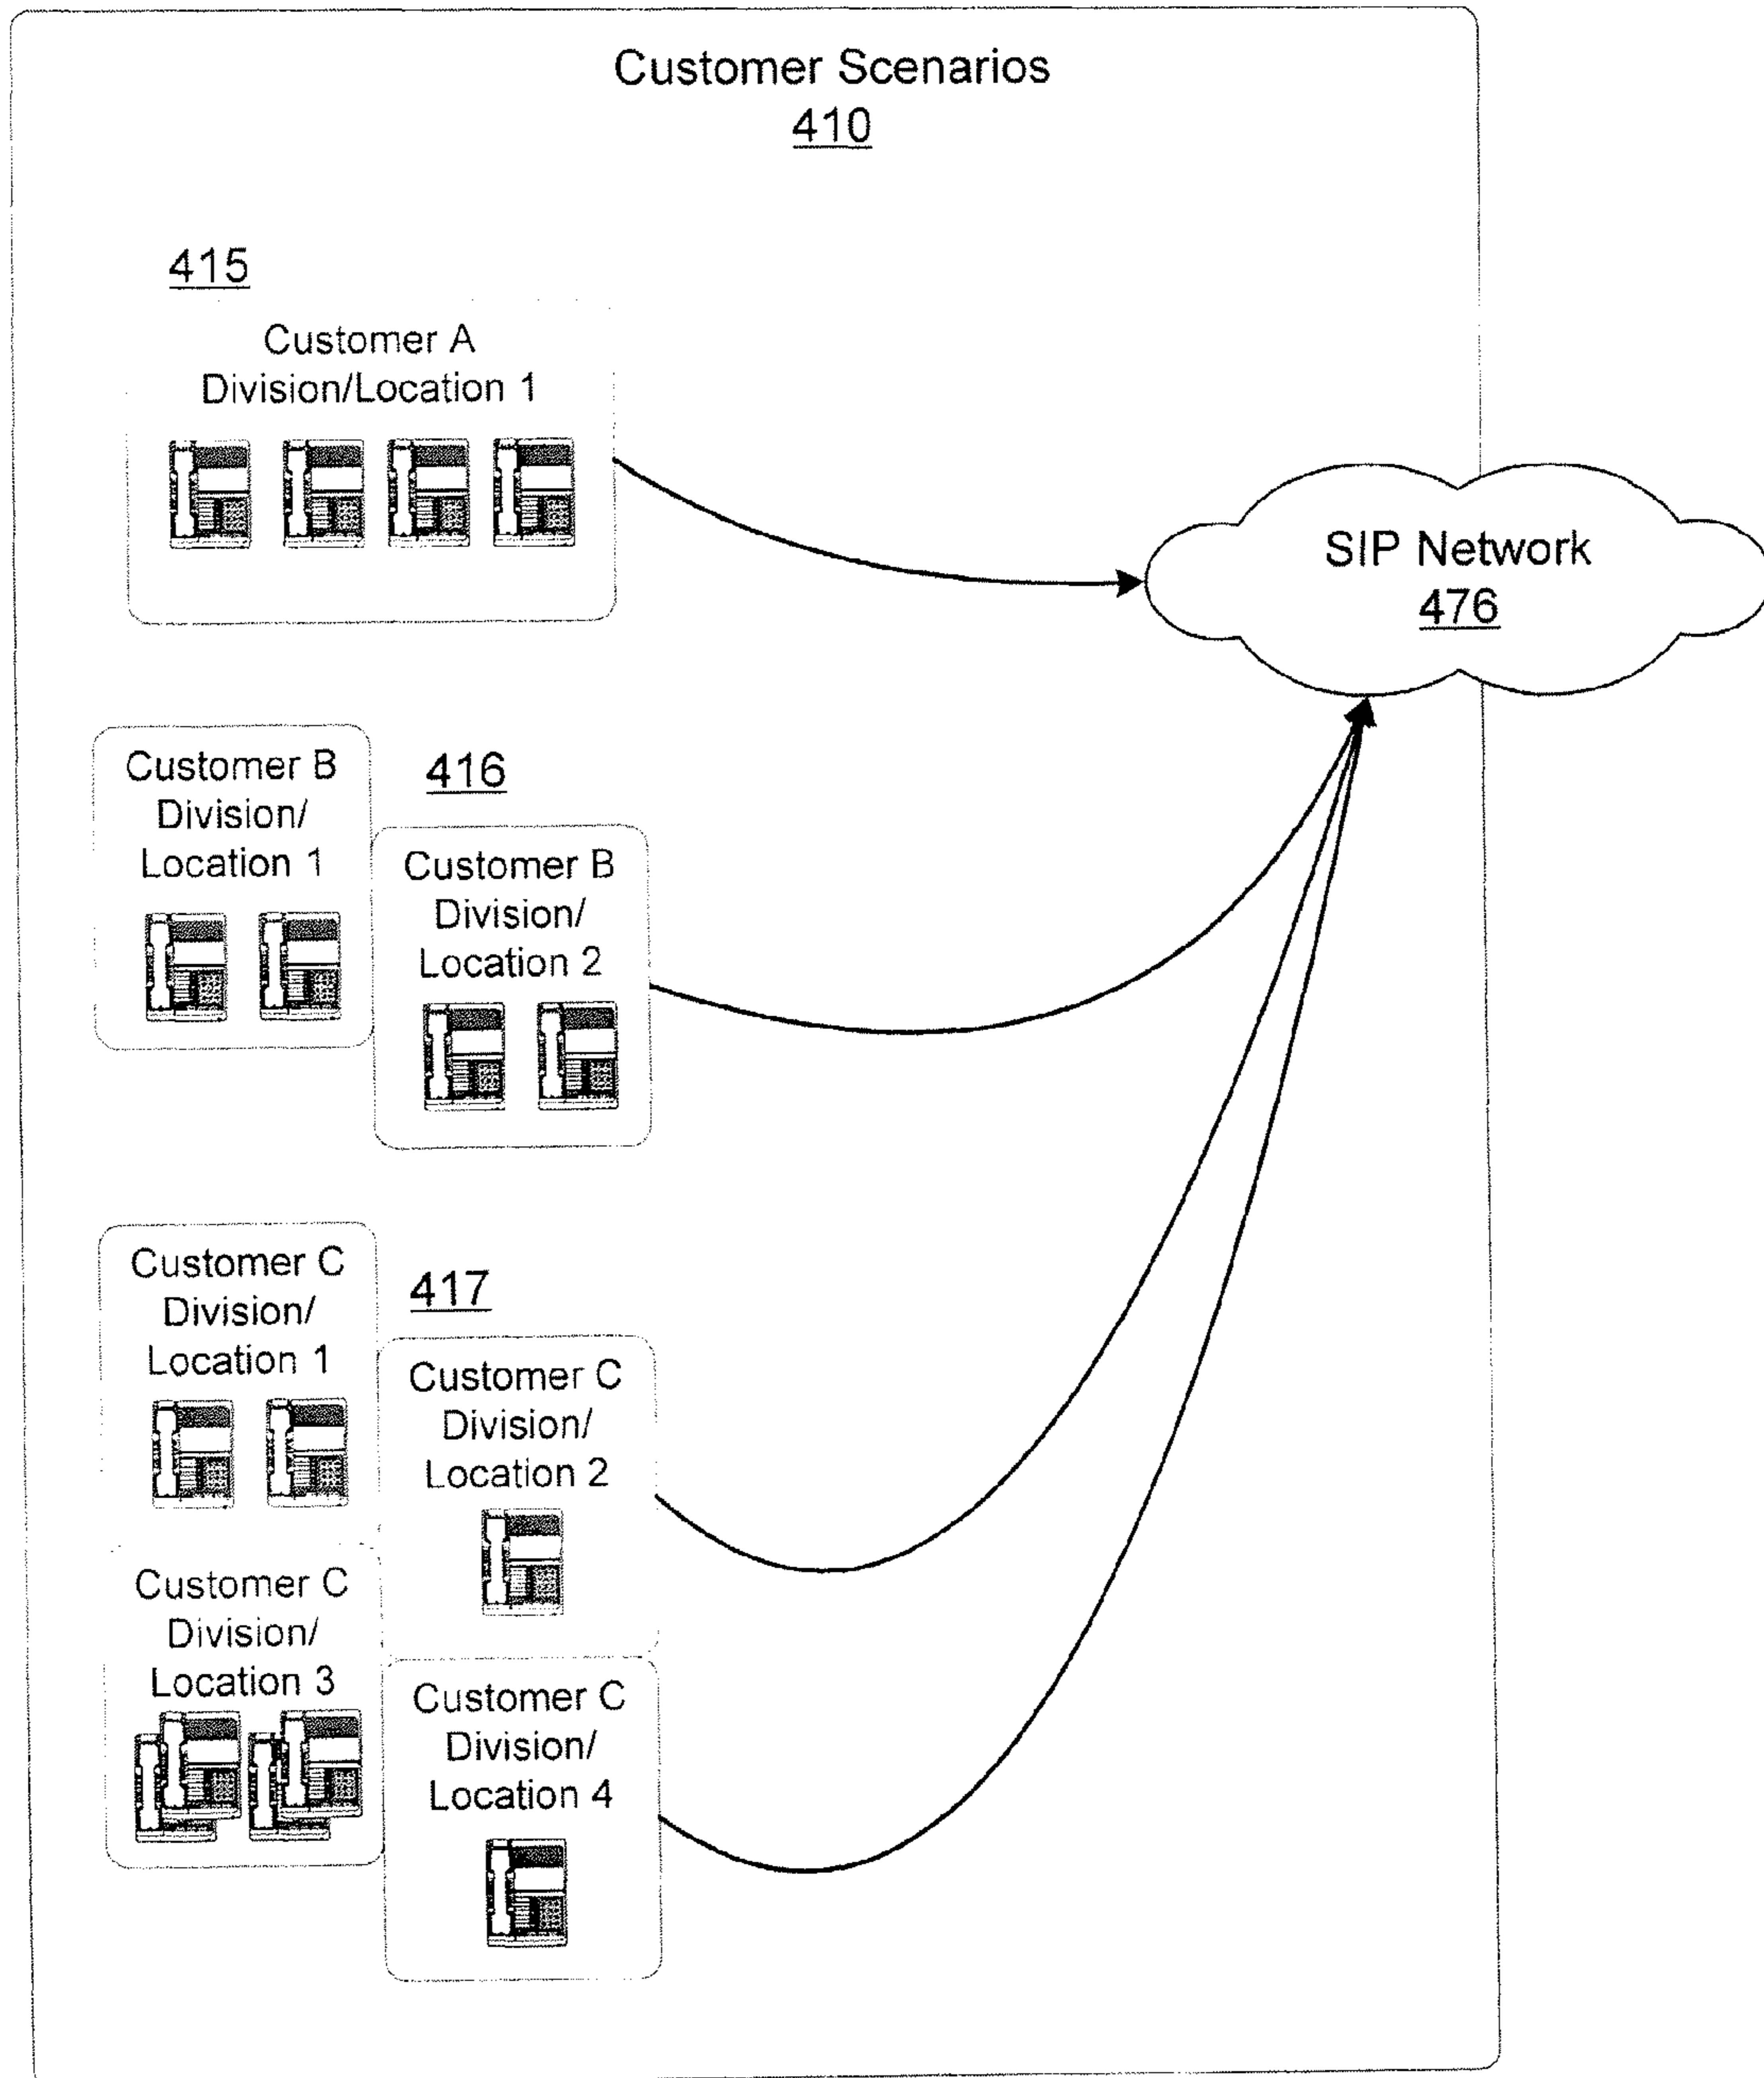 Customer Scenarios
410
415
Customer A
Division/Location 1
SIP Network
476
Customer B
Division/
Location 1
416
Customer B
Division/
Location 2
Customer C
Division/
Location 1
417
Customer C
Division/
Location 2
Customer C
Division/
Location 3
Customer C
Division/
Location 4